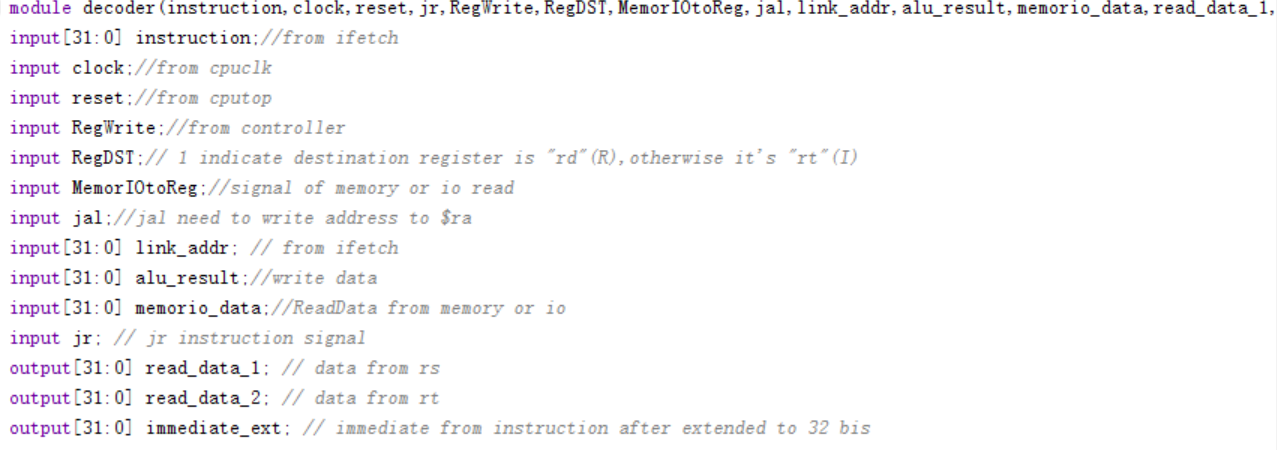 module decoder(instruction,clock,reset,jr,RegWrite,RegDST,MemorIOtoReg,jal,link_addr,alu_result,memorio_data,read_data_1,
input[31:0] instruction;//from ifetch
input clock;//from cpuclk
input reset;//from cputop
input RegWrite;//from controller
input RegDST;// 1 indicate destination register is "rd"(R),otherwise it's "rt"(I)
input MemorIOtoReg;//signal of memory or io read
input jal;//jal need to write address to $ra
input[31:0] link_addr; // from ifetch
input[31:0] alu_result;//write data
input[31:0] memorio_data;//ReadData from memory or io
input jr; // jr instruction signal
output[31:0] read_data_1; // data from rs
output[31:0] read_data_2; // data from rt
output[31:0] immediate_ext; // immediate from instruction after extended to 32 bis